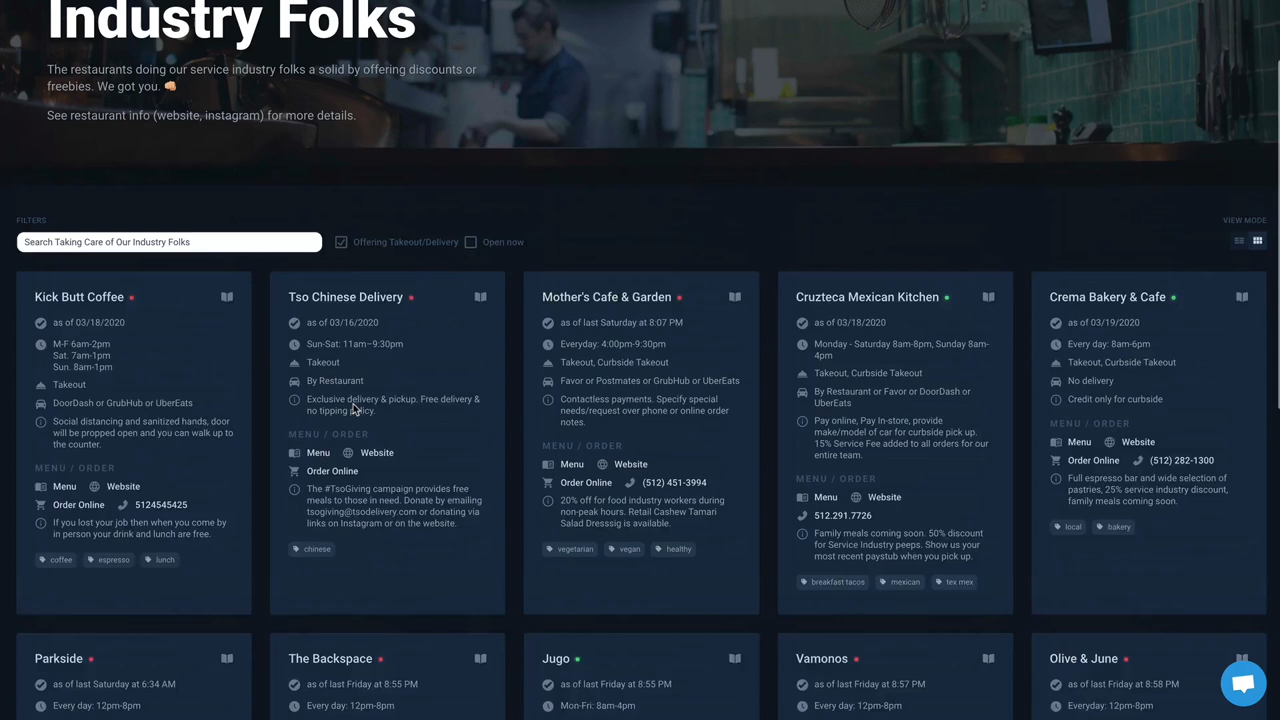 Industry Folks
The restaurants doing our service industry folks a solid by offering discounts or
freebies. We got you. 👊🏼
See restaurant info (website, instagram) for more details.
FILTERS
VIEW MODE
Search Taking Care of Our Industry Folks
Offering Takeout/Delivery
Open now
Kick Butt Coffee
as of 03/18/2020
M-F 6am-2pm
Sat. 7am-1pm
Sun. 8am-1pm
Takeout
DoorDash or GrubHub or UberEats
Social distancing and sanitized hands, door
will be propped open and you can walk up to
the counter.
MENU / ORDER
Menu Website
Order Online 5124545425
If you lost your job then when you come by
in person your drink and lunch are free.
coffee espresso lunch
Tso Chinese Delivery
as of 03/16/2020
Sun-Sat: 11am–9:30pm
Takeout
By Restaurant
Exclusive delivery & pickup. Free delivery &
no tipping policy.
MENU / ORDER
Menu Website
Order Online
The #TsoGiving campaign provides free
meals to those in need. Donate by emailing
tsogiving@tsodelivery.com or donating via
links on Instagram or on the website.
chinese
Mother's Cafe & Garden
as of last Saturday at 8:07 PM
Everyday: 4:00pm-9:30pm
Takeout, Curbside Takeout
Favor or Postmates or GrubHub or UberEats
Contactless payments. Specify special
needs/request over phone or online order
notes.
MENU / ORDER
Menu Website
Order Online (512) 451-3994
20% off for food industry workers during
non-peak hours. Retail Cashew Tamari
Salad Dresssig is available.
vegetarian vegan healthy
Cruzteca Mexican Kitchen
as of 03/18/2020
Monday - Saturday 8am-8pm, Sunday 8am-
4pm
Takeout, Curbside Takeout
By Restaurant or Favor or DoorDash or
UberEats
Pay online, Pay In-store, provide
make/model of car for curbside pick up.
15% Service Fee added to all orders for our
entire team.
MENU / ORDER
Menu Website
512.291.7726
Family meals coming soon. 50% discount
for Service Industry peeps. Show us your
most recent paystub when you pick up.
breakfast tacos mexican tex mex
Crema Bakery & Cafe
as of 03/19/2020
Every day: 8am-6pm
Takeout, Curbside Takeout
No delivery
Credit only for curbside
MENU / ORDER
Menu Website
Order Online (512) 282-1300
Full espresso bar and wide selection of
pastries, 25% service industry discount,
family meals coming soon.
local bakery
Parkside
as of last Saturday at 6:34 AM
Every day: 12pm-8pm
The Backspace
as of last Friday at 8:55 PM
Every day: 12pm-8pm
Jugo
as of last Friday at 8:55 PM
Mon-Fri: 8am-4pm
Vamonos
as of last Friday at 8:57 PM
Every day: 12pm-8pm
Olive & June
as of last Friday at 8:58 PM
Everyday: 12pm-8pm